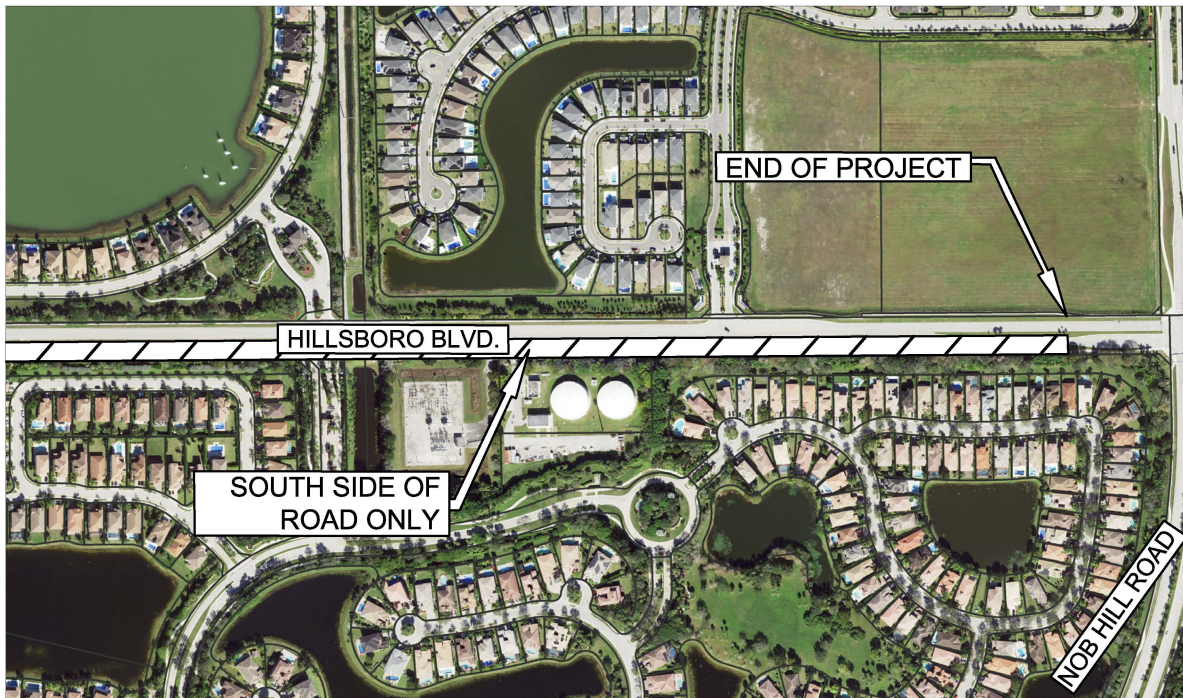 END OF PROJECT
HILLSBORO BLVD.
SOUTH SIDE OF
ROAD ONLY
NOB HILL ROAD